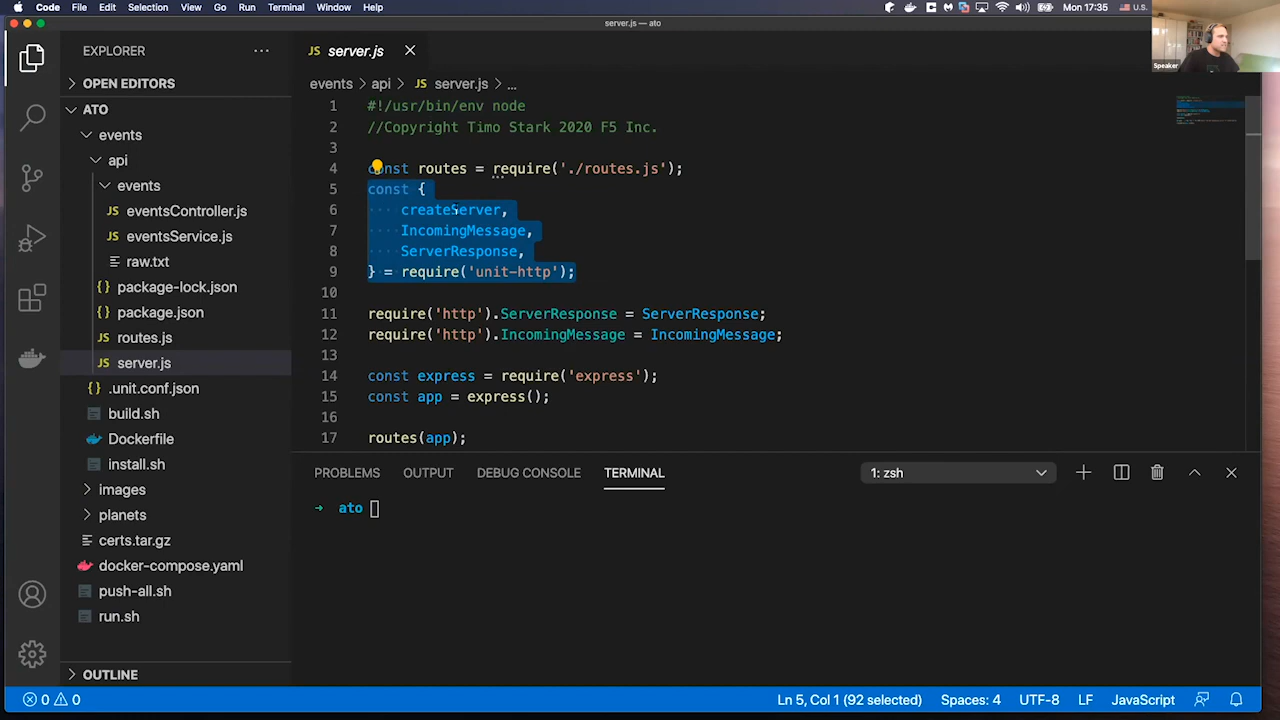 Code File Edit Selection View Go Run Terminal Window Help
Mon 17:35
U.S.
server.js — ato
Speaker
EXPLORER
OPEN EDITORS
ATO
events
api
events
eventsController.js
eventsService.js
raw.txt
package-lock.json
package.json
routes.js
server.js
.unit.conf.json
build.sh
Dockerfile
install.sh
images
planets
certs.tar.gz
docker-compose.yaml
push-all.sh
run.sh
OUTLINE
JS server.js
events > api > JS server.js > ...
1 #!/usr/bin/env node
2 //Copyright Timo Stark 2020 F5 Inc.
3
4 const routes = require('./routes.js');
5 const {
6 createServer,
7 IncomingMessage,
8 ServerResponse,
9 } = require('unit-http');
10
11 require('http').ServerResponse = ServerResponse;
12 require('http').IncomingMessage = IncomingMessage;
13
14 const express = require('express');
15 const app = express();
16
17 routes(app);
PROBLEMS OUTPUT DEBUG CONSOLE TERMINAL
1: zsh
→ ato
0 0
Ln 5, Col 1 (92 selected) Spaces: 4 UTF-8 LF JavaScript